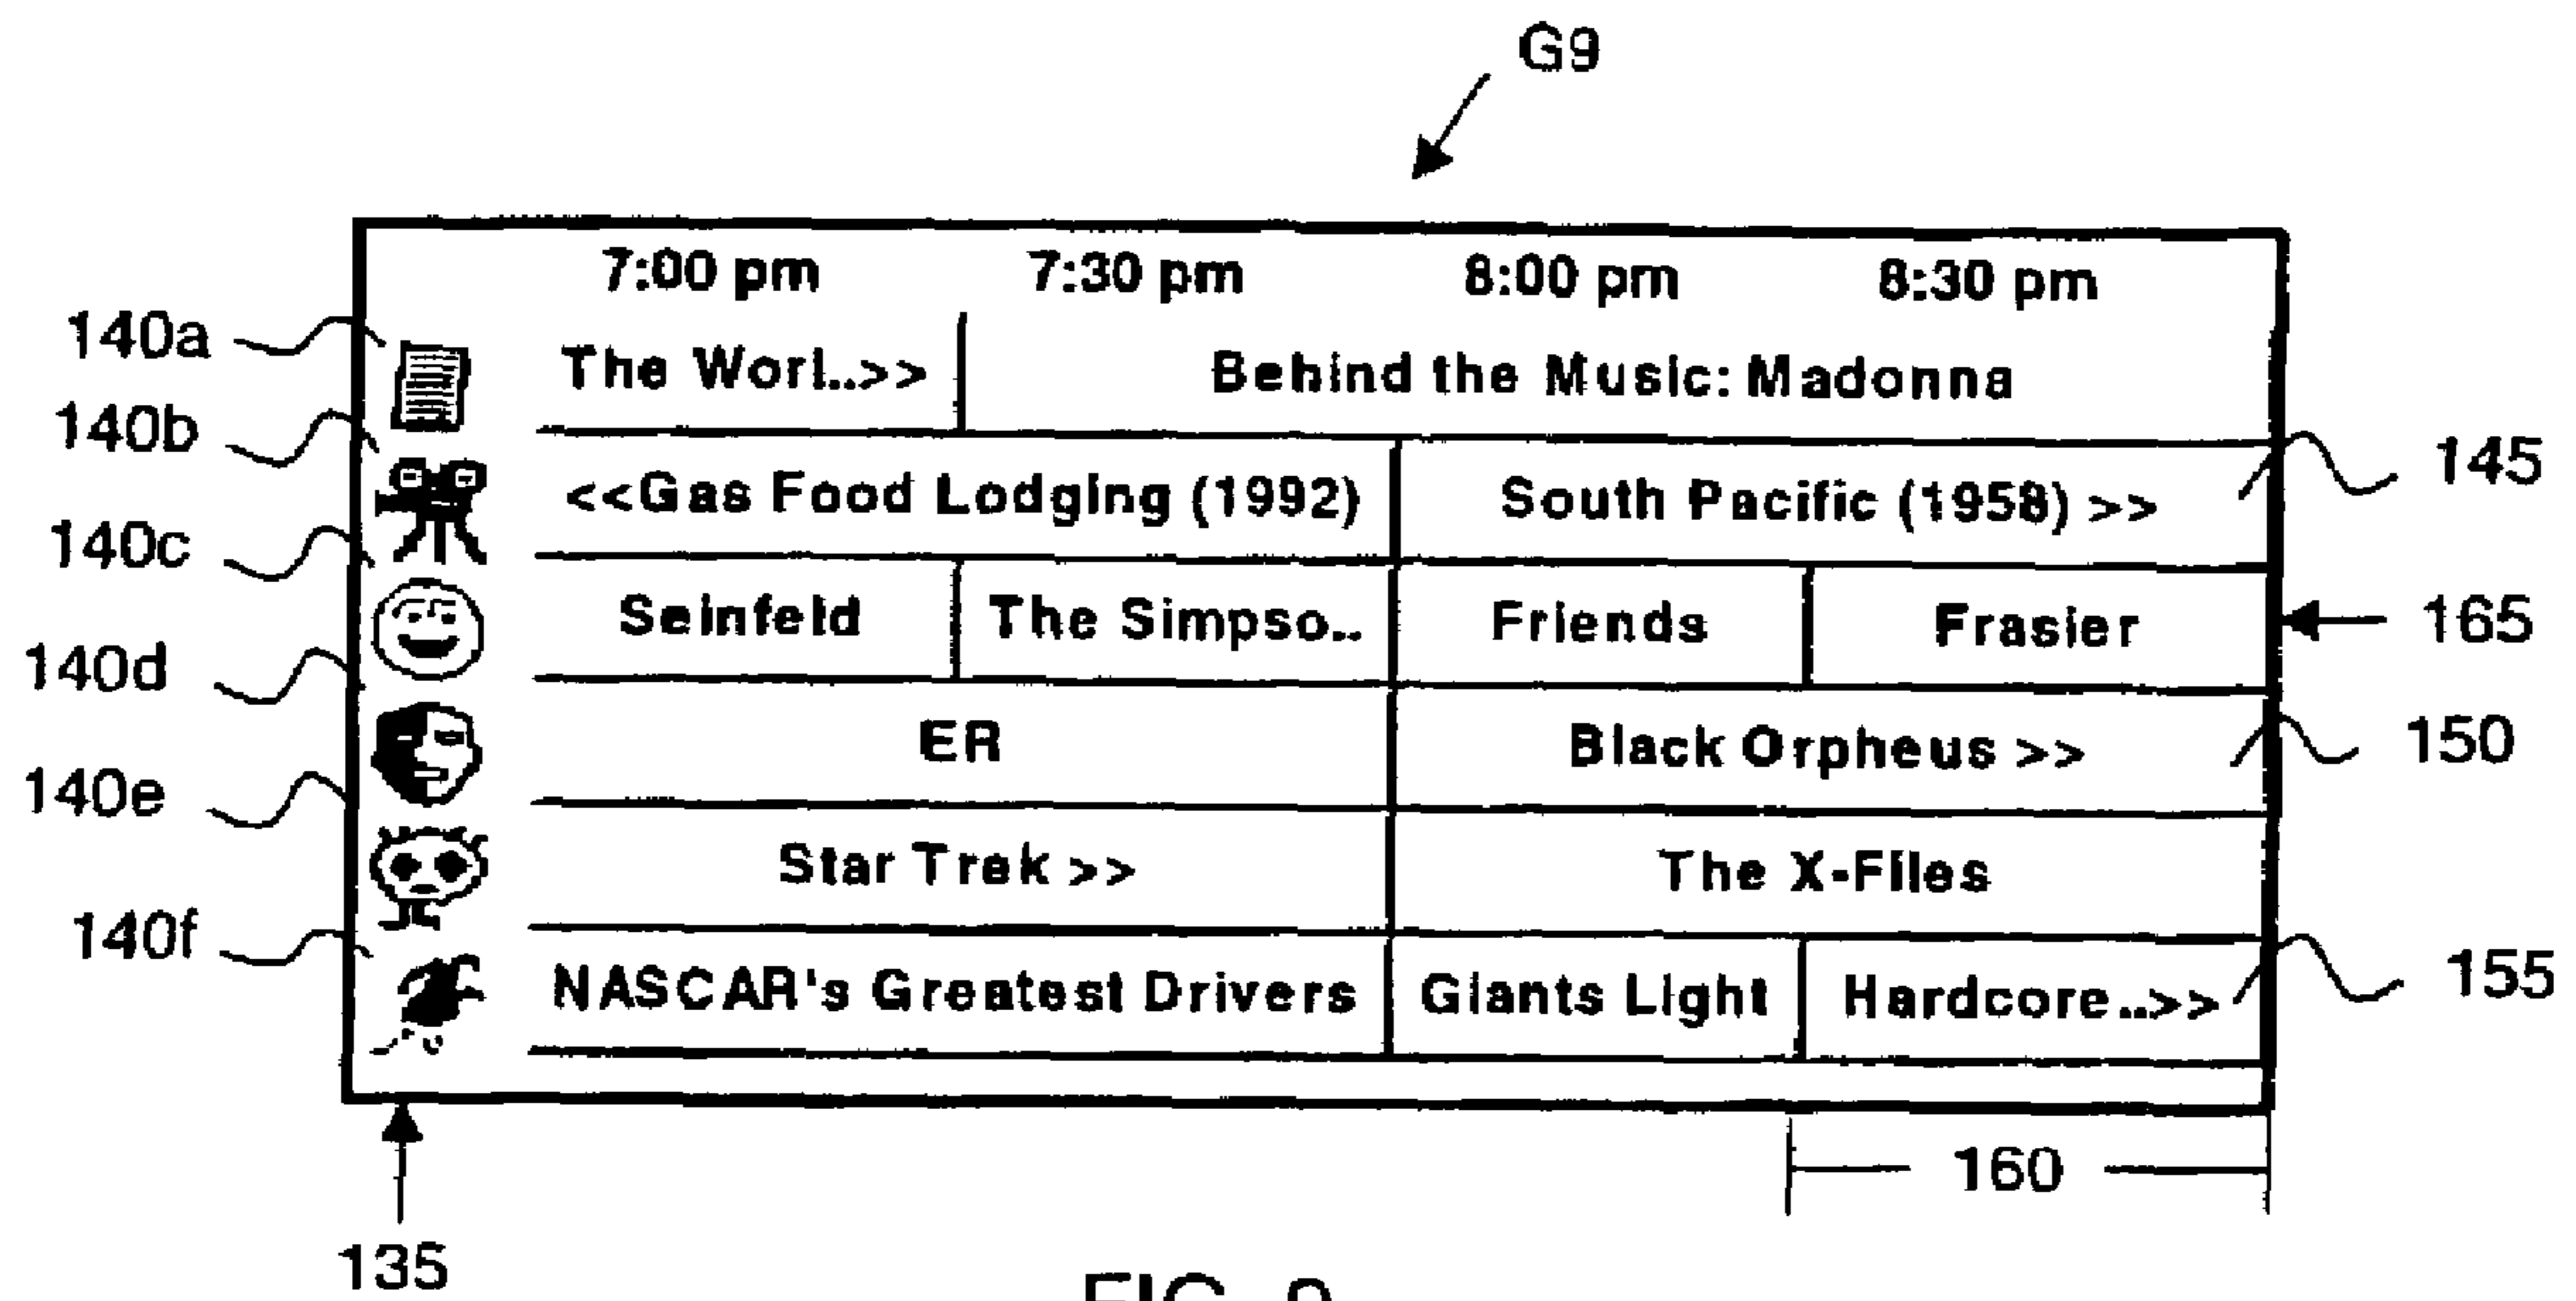 G9
7:00 pm 7:30 pm 8:00 pm 8:30 pm
140a The Worl..>> Behind the Music: Madonna
140b <<Gas Food Lodging (1992) South Pacific (1958) >> 145
140c Seinfeld The Simpso.. Friends Frasier 165
140d ER Black Orpheus >> 150
140e Star Trek >> The X-Files
140f NASCAR's Greatest Drivers Giants Light Hardcore..>> 155
160
135